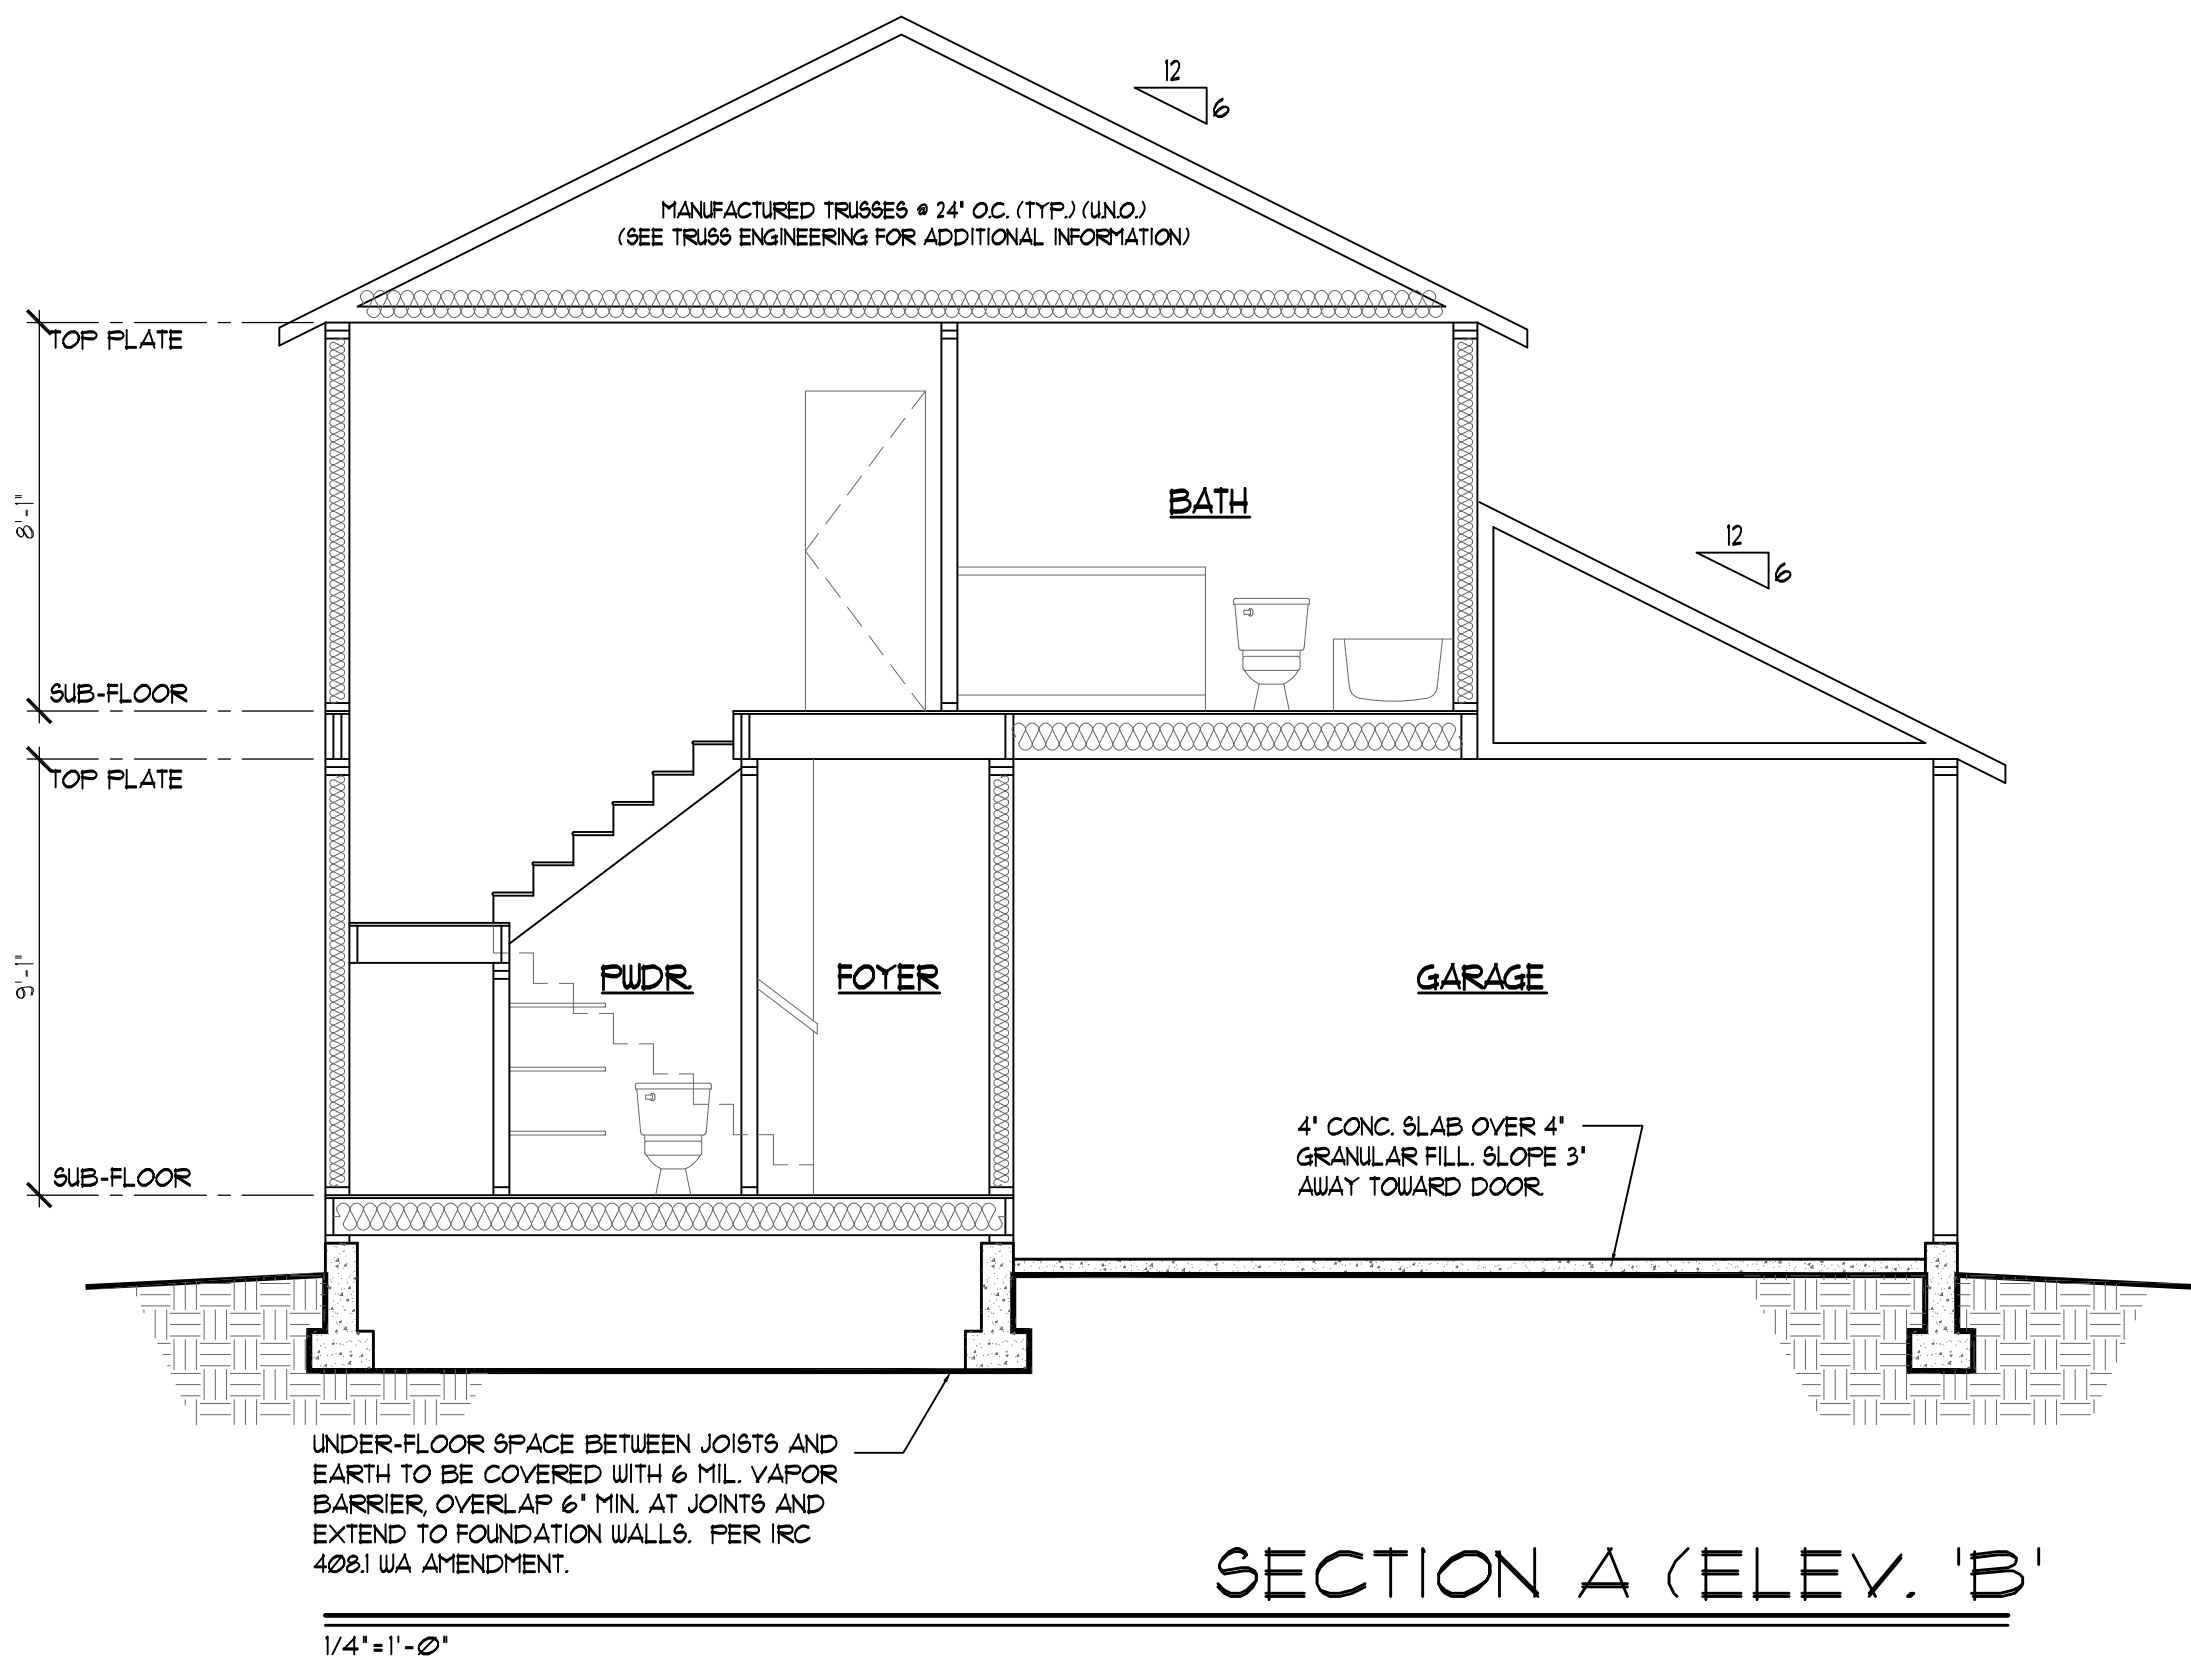 12
6
MANUFACTURED TRUSSES @ 24" O.C. (TYP.) (U.N.O.)
(SEE TRUSS ENGINEERING FOR ADDITIONAL INFORMATION)
TOP PLATE
8'-1"
BATH
12
6
SUB-FLOOR
TOP PLATE
9'-1"
PWDR.
FOYER
GARAGE
4" CONC. SLAB OVER 4"
GRANULAR FILL. SLOPE 3"
AWAY TOWARD DOOR.
SUB-FLOOR
UNDER-FLOOR SPACE BETWEEN JOISTS AND
EARTH TO BE COVERED WITH 6 MIL. VAPOR
BARRIER, OVERLAP 6" MIN. AT JOINTS AND
EXTEND TO FOUNDATION WALLS. PER IRC
408.1 WA AMENDMENT.
SECTION A (ELEV. 'B'
1/4"=1'-0"